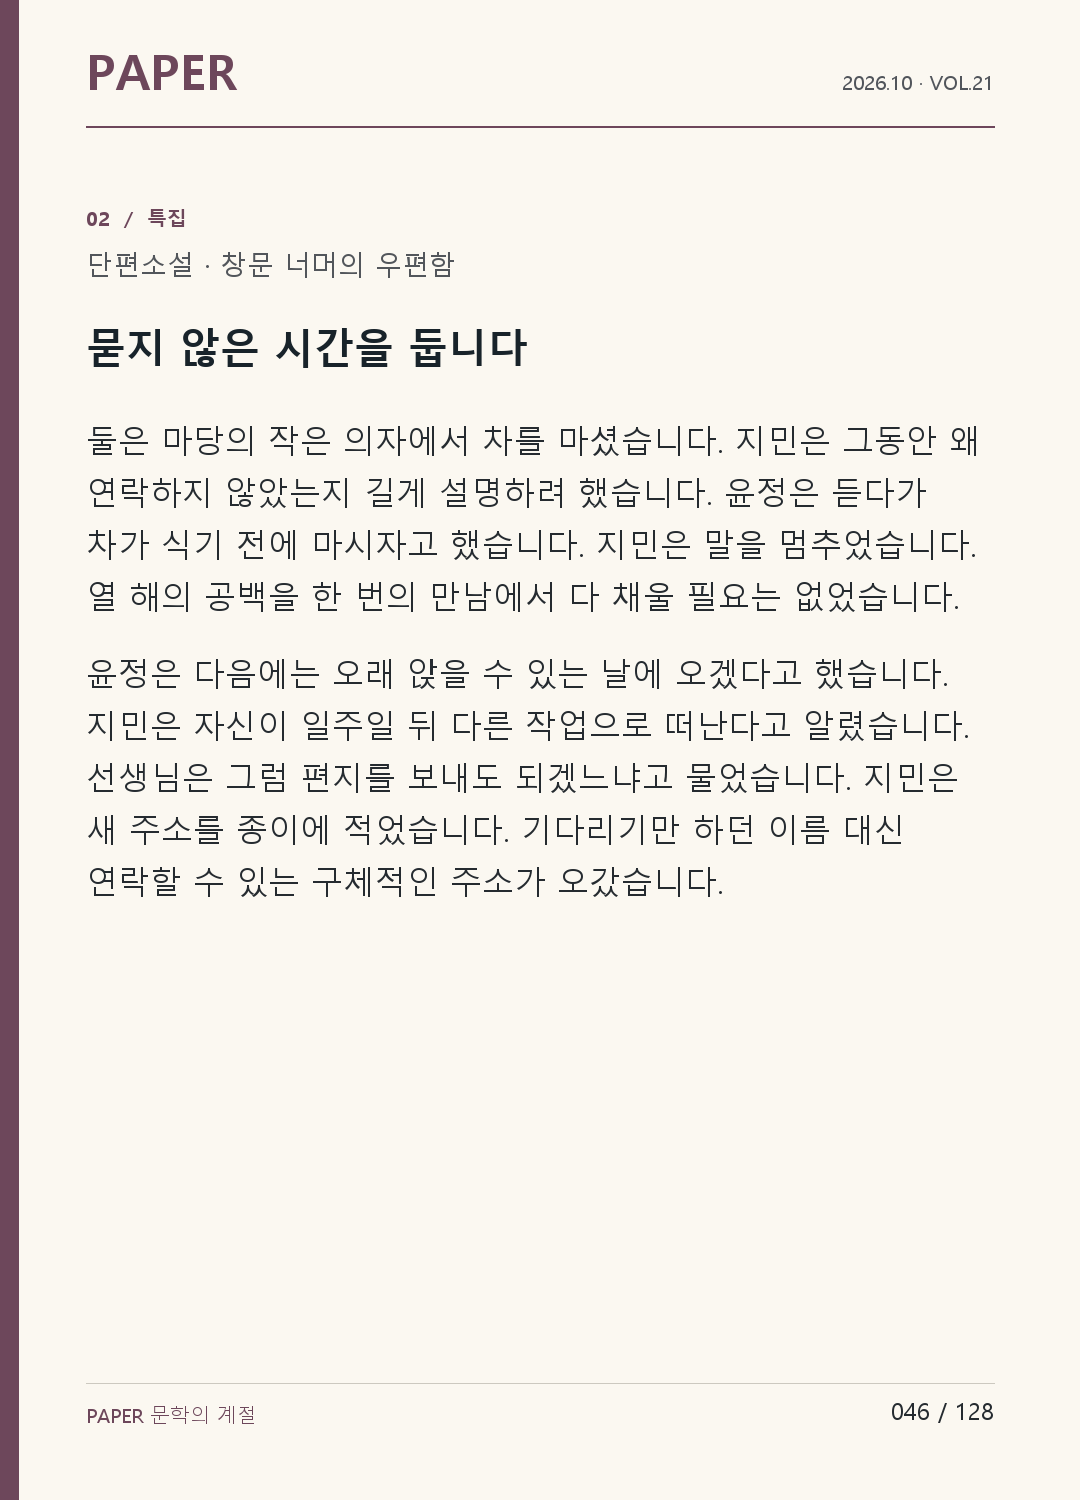 PAPER
2026.10 · VOL.21
02 / 특집
단편소설 · 창문 너머의 우편함
묻지 않은 시간을 둡니다
둘은 마당의 작은 의자에서 차를 마셨습니다. 지민은 그동안 왜
연락하지 않았는지 길게 설명하려 했습니다. 윤정은 듣다가
차가 식기 전에 마시자고 했습니다. 지민은 말을 멈추었습니다.
열 해의 공백을 한 번의 만남에서 다 채울 필요는 없었습니다.
윤정은 다음에는 오래 앉을 수 있는 날에 오겠다고 했습니다.
지민은 자신이 일주일 뒤 다른 작업으로 떠난다고 알렸습니다.
선생님은 그럼 편지를 보내도 되겠느냐고 물었습니다. 지민은
새 주소를 종이에 적었습니다. 기다리기만 하던 이름 대신
연락할 수 있는 구체적인 주소가 오갔습니다.
PAPER 문학의 계절
046 / 128